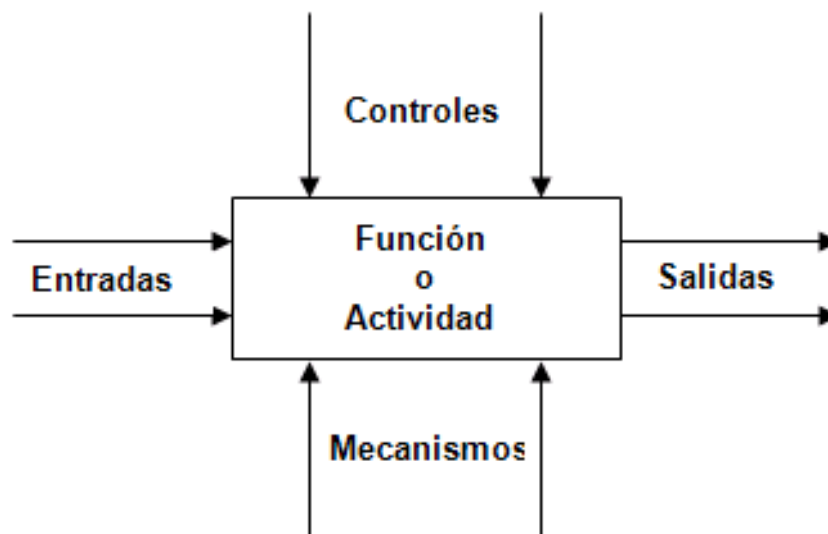 Controles
Función
o
Actividad
Entradas
Salidas
Mecanismos